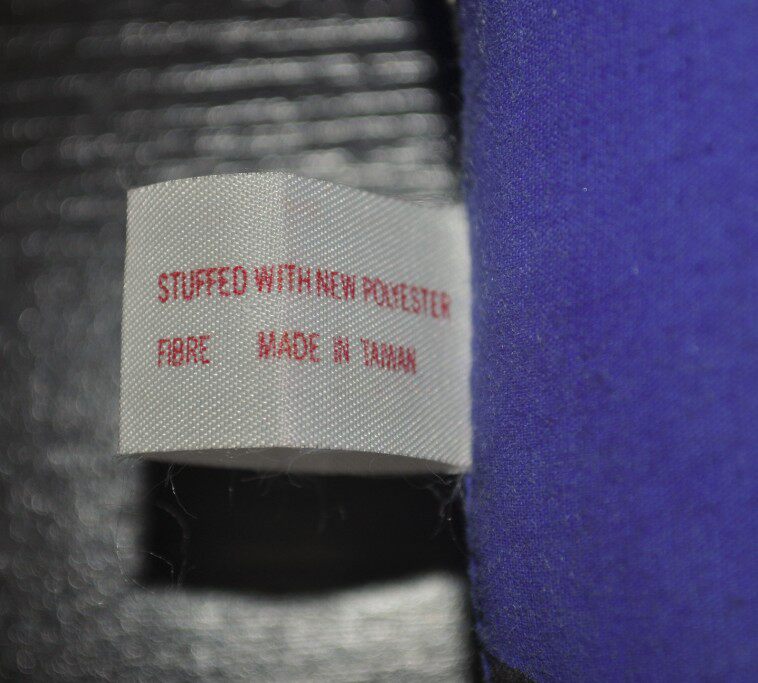 STUFFED WITH NEW POLYESTER
FIBRE MADE IN TAIWAN